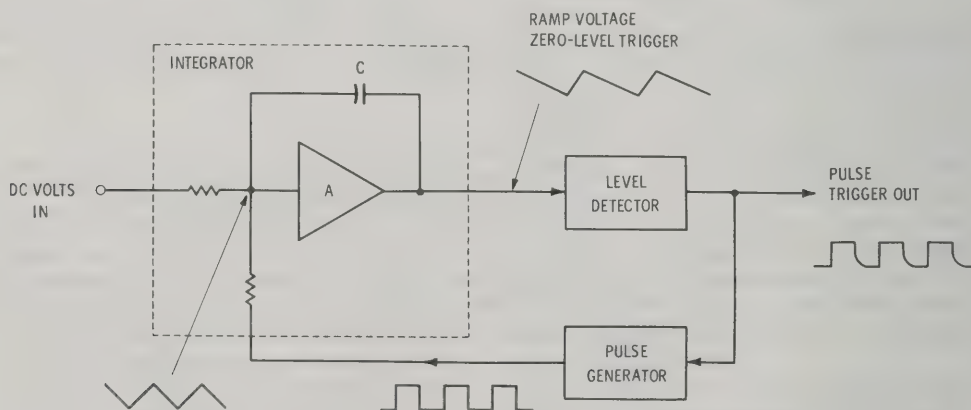 RAMP VOLTAGE
ZERO-LEVEL TRIGGER
INTEGRATOR
C
DC VOLTS
IN
A
LEVEL
DETECTOR
PULSE
TRIGGER OUT
PULSE
GENERATOR